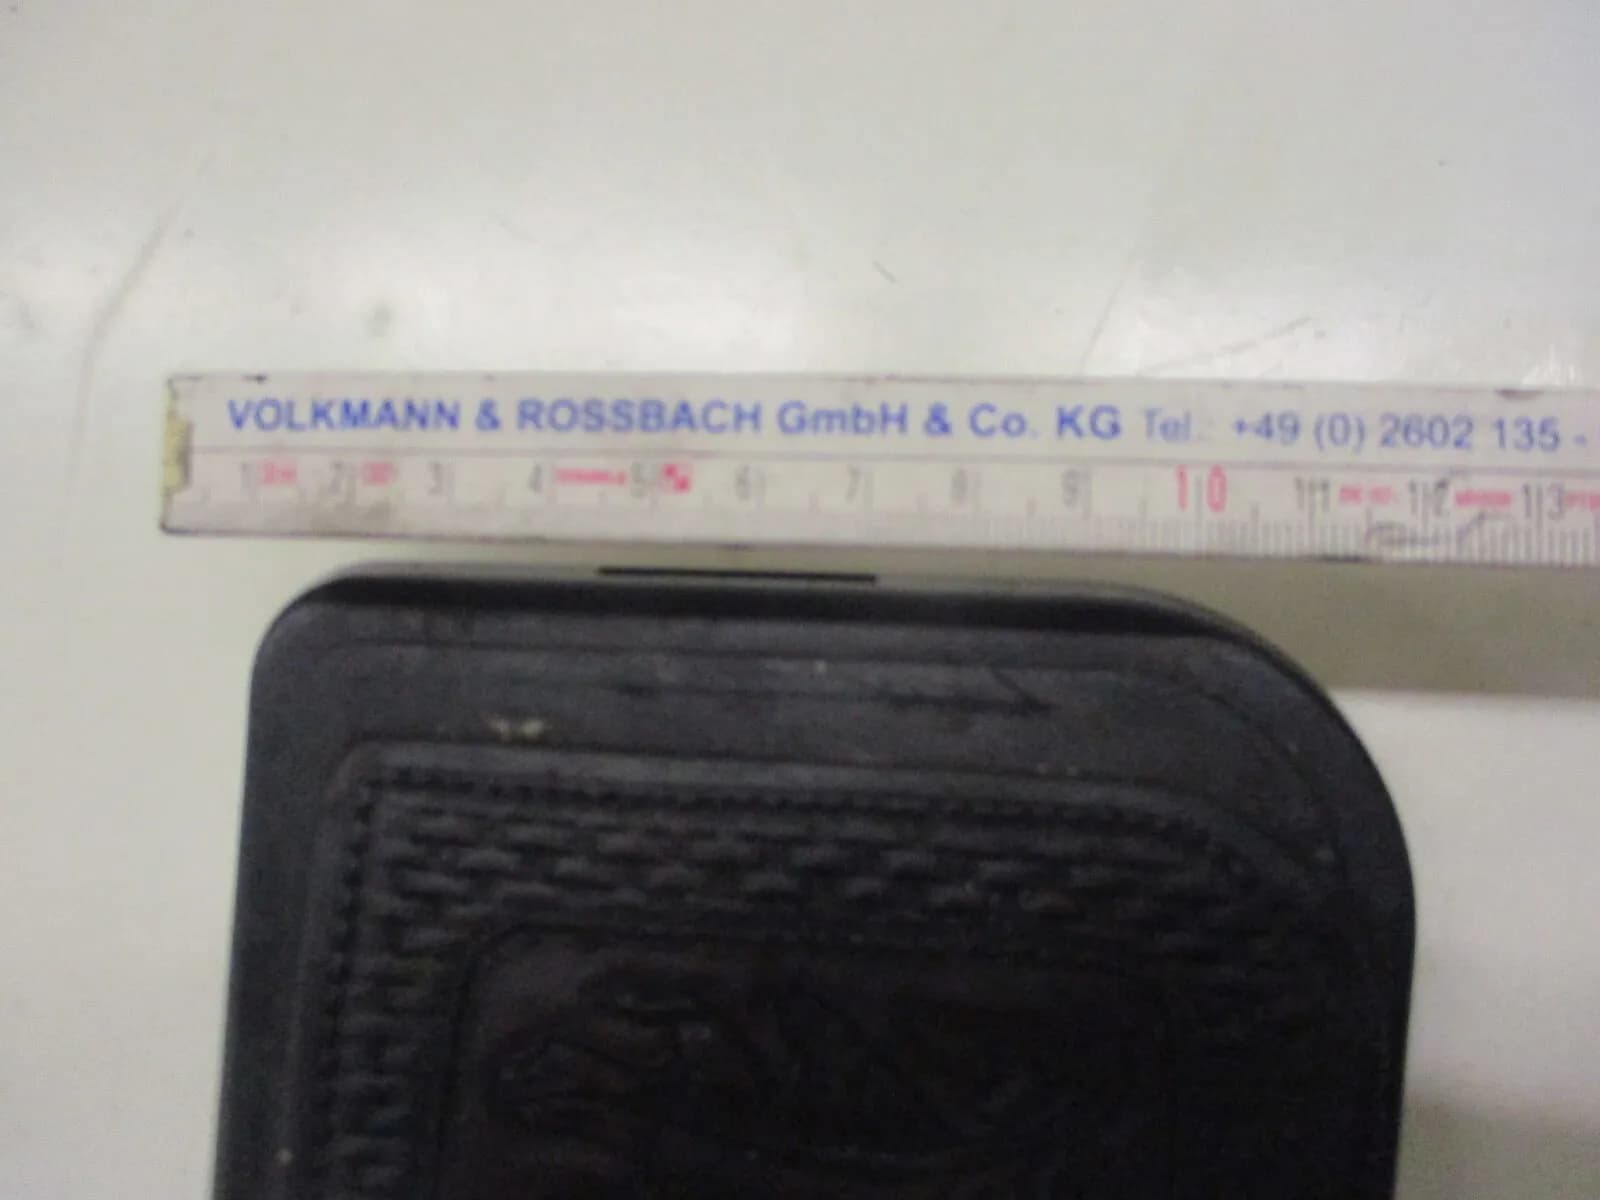 VOLKMANN & ROSSBACH GmbH & Co. KG Tel.: +49 (0) 2602 135 -
1 2 3 4 5 6 7 8 9 10 11 12 13